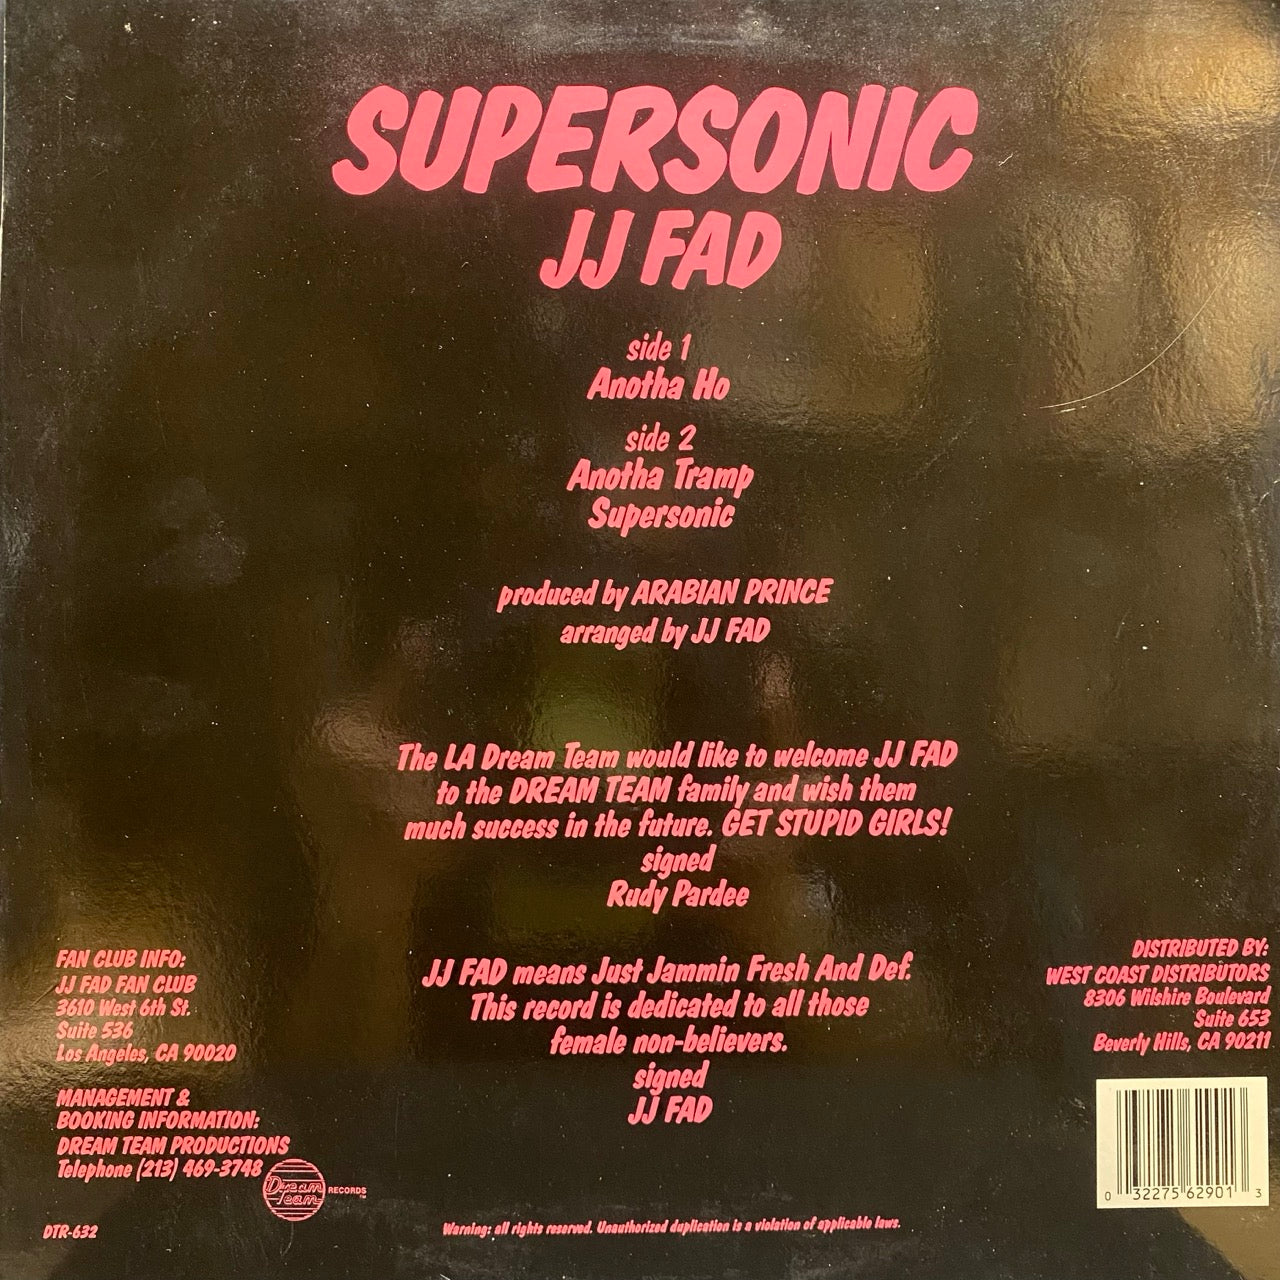 SUPERSONIC
JJ FAD
side 1
Anotha Ho
side 2
Anotha Tramp
Supersonic
produced by ARABIAN PRINCE
arranged by JJ FAD
The LA Dream Team would like to welcome JJ FAD
to the DREAM TEAM family and wish them
much success in the future. GET STUPID GIRLS!
signed
Rudy Pardee
JJ FAD means Just Jammin Fresh And Def.
This record is dedicated to all those
female non-believers.
signed
JJ FAD
FAN CLUB INFO:
JJ FAD FAN CLUB
3610 West 6th St.
Suite 536
Los Angeles, CA 90020
MANAGEMENT &
BOOKING INFORMATION:
DREAM TEAM PRODUCTIONS
Telephone (213) 469-3748
Dream
Team
RECORDS
TM
DTR-632
Warning: all rights reserved. Unauthorized duplication is a violation of applicable laws.
DISTRIBUTED BY:
WEST COAST DISTRIBUTORS
8306 Wilshire Boulevard
Suite 653
Beverly Hills, CA 90211
0 32275 62901 3